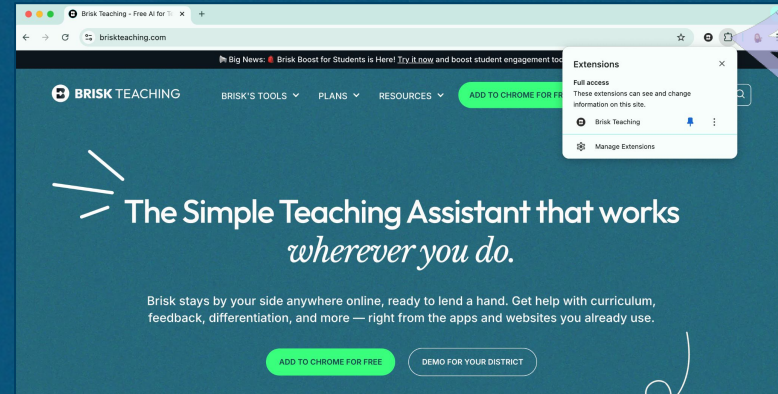 Brisk Teaching - Free AI for
briskteaching.com
Big News: Brisk Boost for Students is Here! Try it now and boost student engagement
BRISK TEACHING
BRISK'S TOOLS
PLANS
RESOURCES
ADD TO CHROME FOR
Extensions
Full access
These extensions can see and change
information on this site.
Brisk Teaching
Manage Extensions
The Simple Teaching Assistant that works
wherever you do.
Brisk stays by your side anywhere online, ready to lend a hand. Get help with curriculum,
feedback, differentiation, and more — right from the apps and websites you already use.
ADD TO CHROME FOR FREE
DEMO FOR YOUR DISTRICT